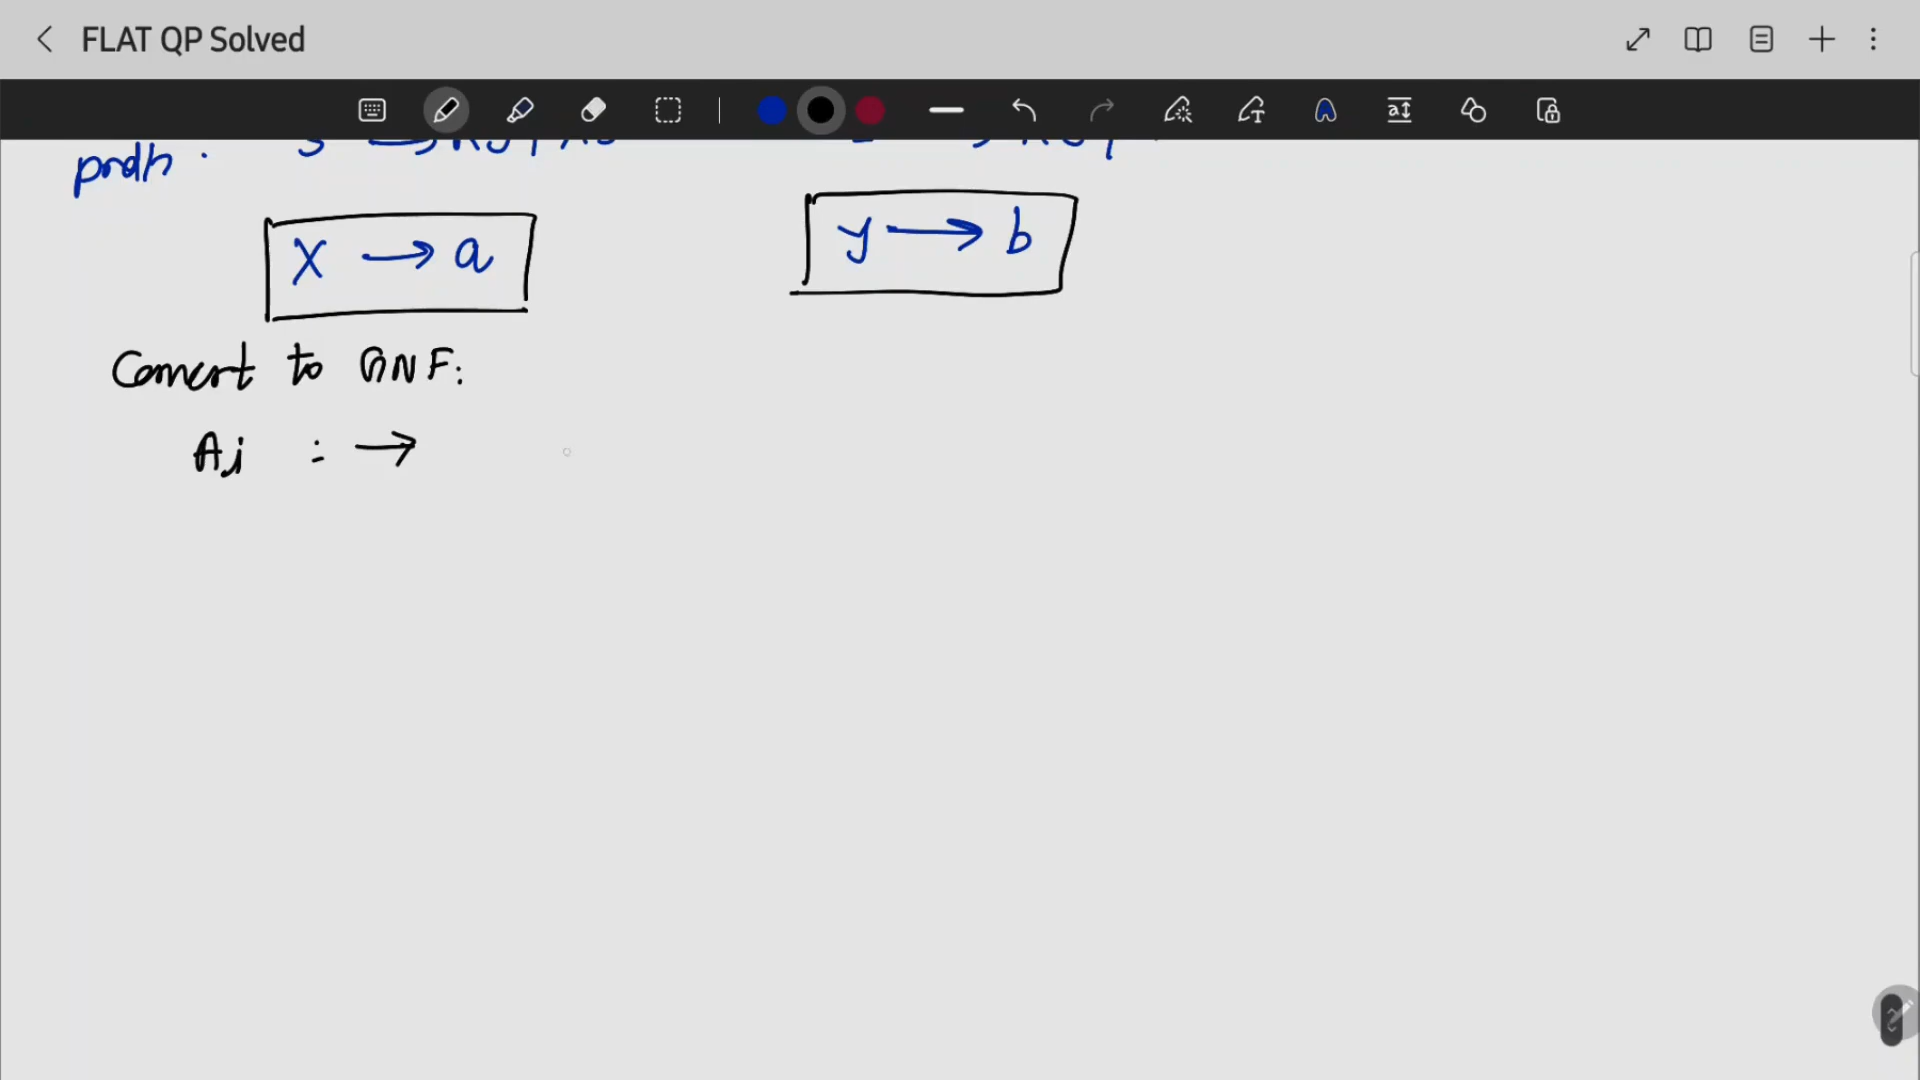 FLAT QP Solved
prdn.
X → a
y → b
Convert to GNF:
Ai : →